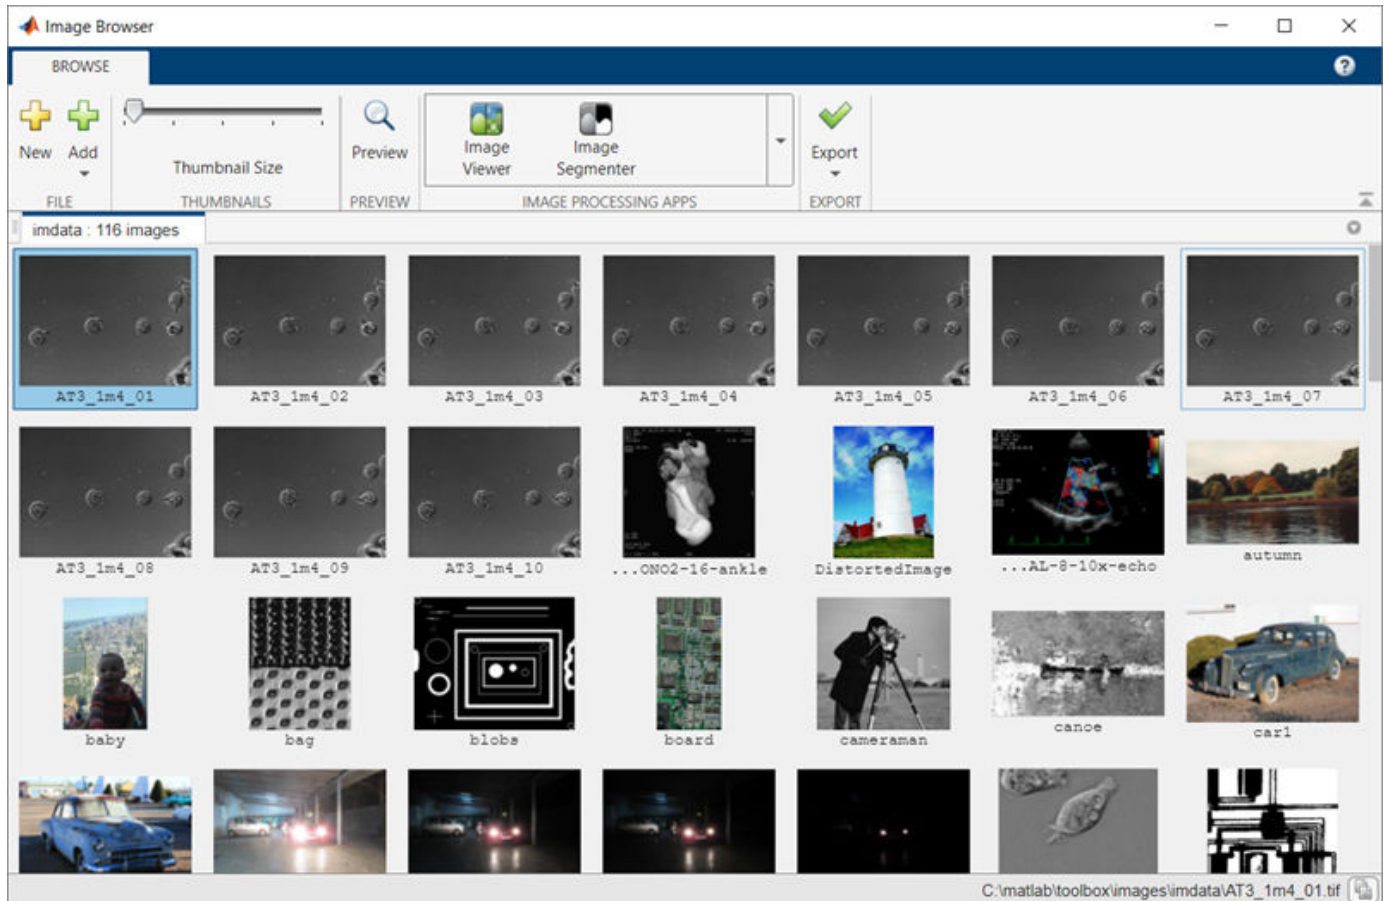 Image Browser
BROWSE
?
New
Add
Thumbnail Size
Preview
Image
Viewer
Image
Segmenter
Export
FILE
THUMBNAILS
PREVIEW
IMAGE PROCESSING APPS
EXPORT
imdata : 116 images
AT3_1m4_01 AT3_1m4_02 AT3_1m4_03 AT3_1m4_04 AT3_1m4_05 AT3_1m4_06 AT3_1m4_07
AT3_1m4_08 AT3_1m4_09 AT3_1m4_10 ...ONO2-16-ankle DistortedImage ...AL-8-10x-echo autumn
baby bag blobs board cameraman canoe car1
C:\matlab\toolbox\images\imdata\AT3_1m4_01.tif